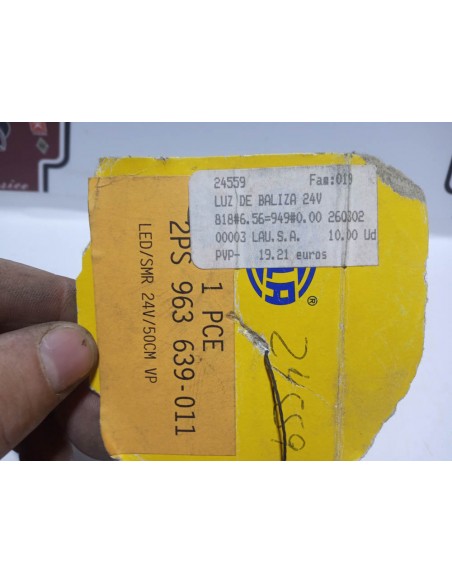 24559 Fam:019
LUZ DE BALIZA 24V
818#6.56=949#0.00 260302
00003 LAU.S.A. 10.00 Ud
PVP- 19.21 euros
1 PCE
2PS 963 639-011
LED/SMR 24V/50CM VP
LLA ®
24559